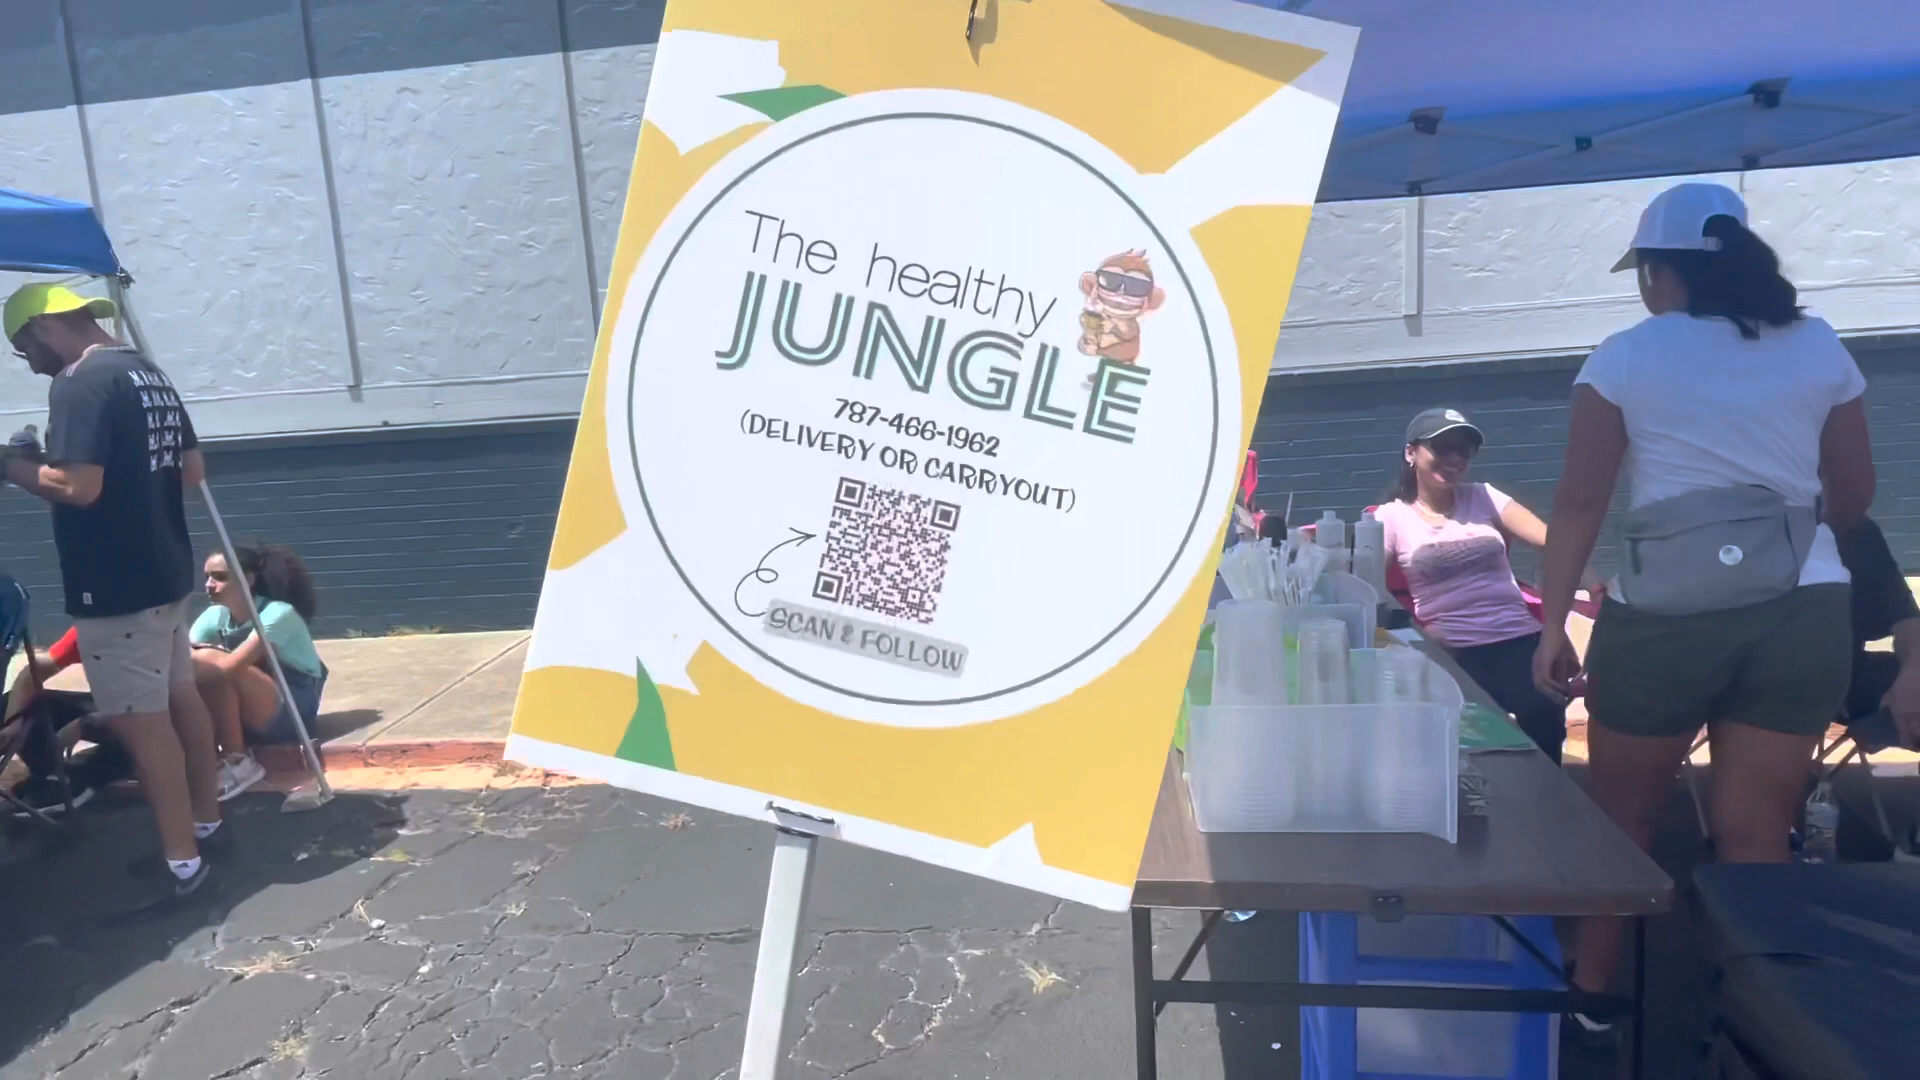 The healthy
JUNGLE
787-466-1962
(DELIVERY OR CARRYOUT)
SCAN & FOLLOW